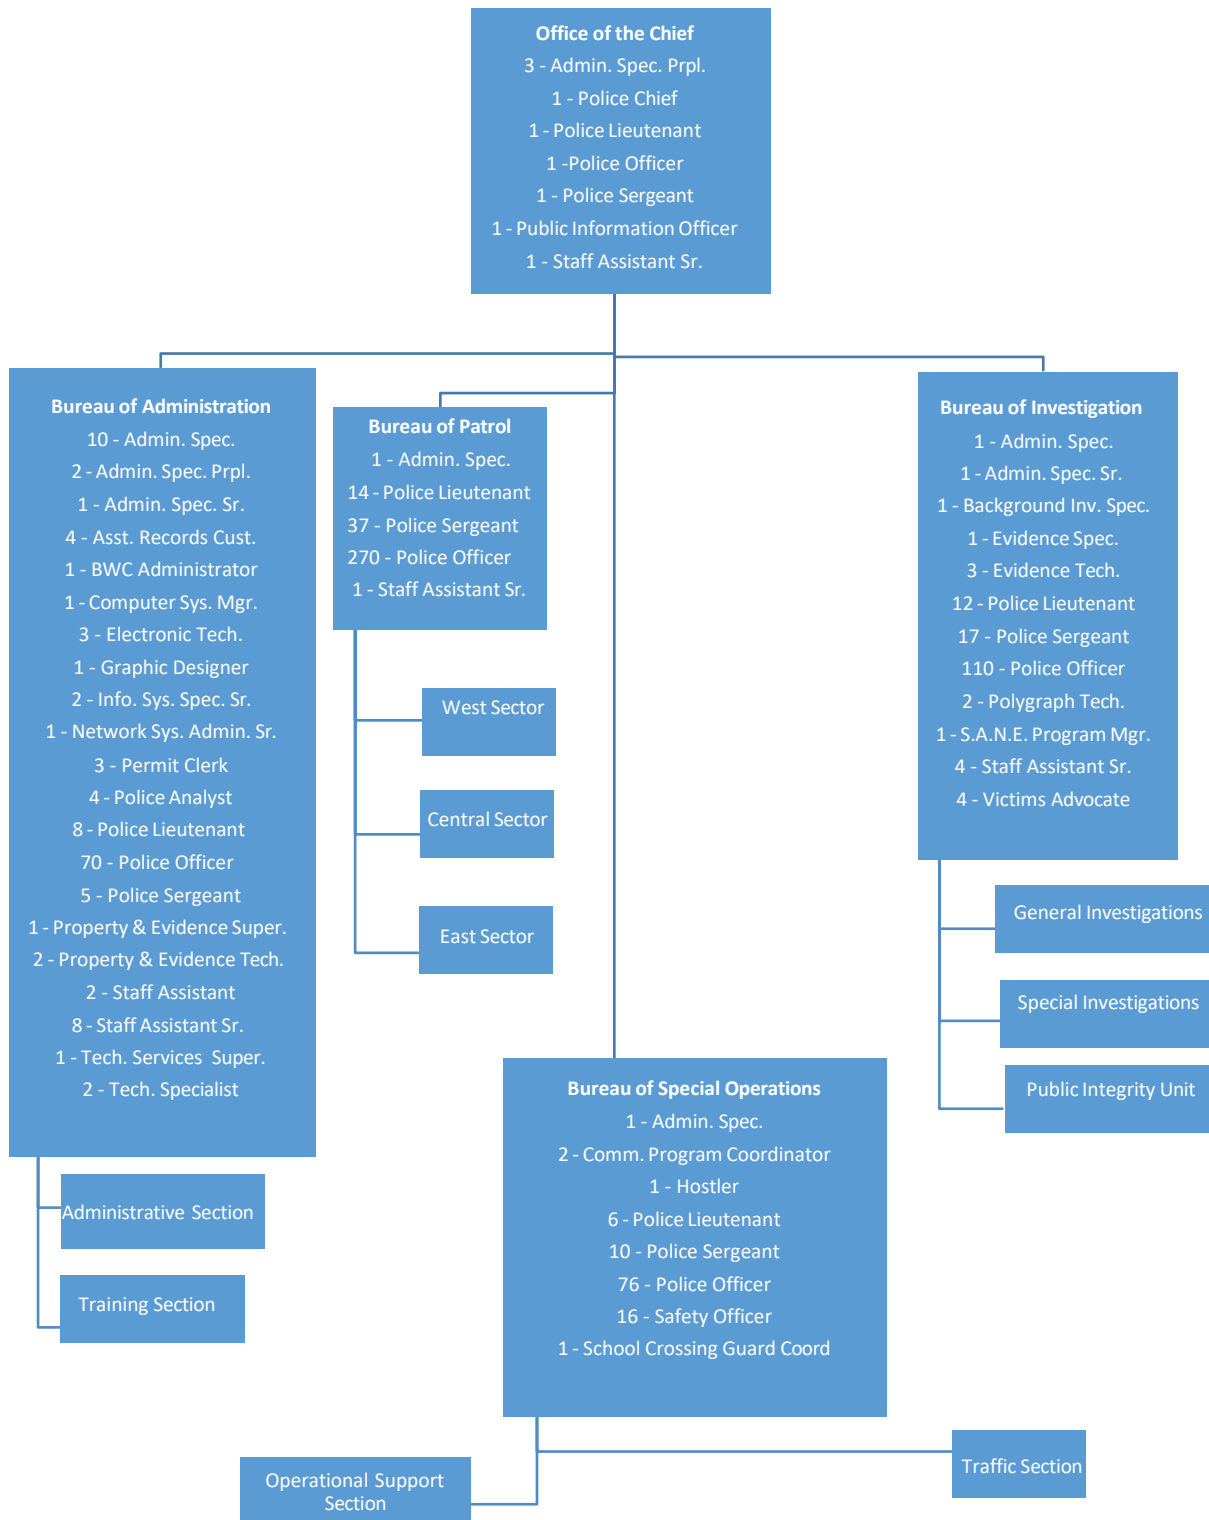 Office of the Chief
3 - Admin. Spec. Prpl.
1 - Police Chief
1 - Police Lieutenant
1 -Police Officer
1 - Police Sergeant
1 - Public Information Officer
1 - Staff Assistant Sr.
Bureau of Administration
10 - Admin. Spec.
2 - Admin. Spec. Prpl.
1 - Admin. Spec. Sr.
4 - Asst. Records Cust.
1 - BWC Administrator
1 - Computer Sys. Mgr.
3 - Electronic Tech.
1 - Graphic Designer
2 - Info. Sys. Spec. Sr.
1 - Network Sys. Admin. Sr.
3 - Permit Clerk
4 - Police Analyst
8 - Police Lieutenant
70 - Police Officer
5 - Police Sergeant
1 - Property & Evidence Super.
2 - Property & Evidence Tech.
2 - Staff Assistant
8 - Staff Assistant Sr.
1 - Tech. Services Super.
2 - Tech. Specialist
Administrative Section
Training Section
Bureau of Patrol
1 - Admin. Spec.
14 - Police Lieutenant
37 - Police Sergeant
270 - Police Officer
1 - Staff Assistant Sr.
West Sector
Central Sector
East Sector
Bureau of Investigation
1 - Admin. Spec.
1 - Admin. Spec. Sr.
1 - Background Inv. Spec.
1 - Evidence Spec.
3 - Evidence Tech.
12 - Police Lieutenant
17 - Police Sergeant
110 - Police Officer
2 - Polygraph Tech.
1 - S.A.N.E. Program Mgr.
4 - Staff Assistant Sr.
4 - Victims Advocate
General Investigations
Special Investigations
Public Integrity Unit
Bureau of Special Operations
1 - Admin. Spec.
2 - Comm. Program Coordinator
1 - Hostler
6 - Police Lieutenant
10 - Police Sergeant
76 - Police Officer
16 - Safety Officer
1 - School Crossing Guard Coord
Operational Support
Section
Traffic Section